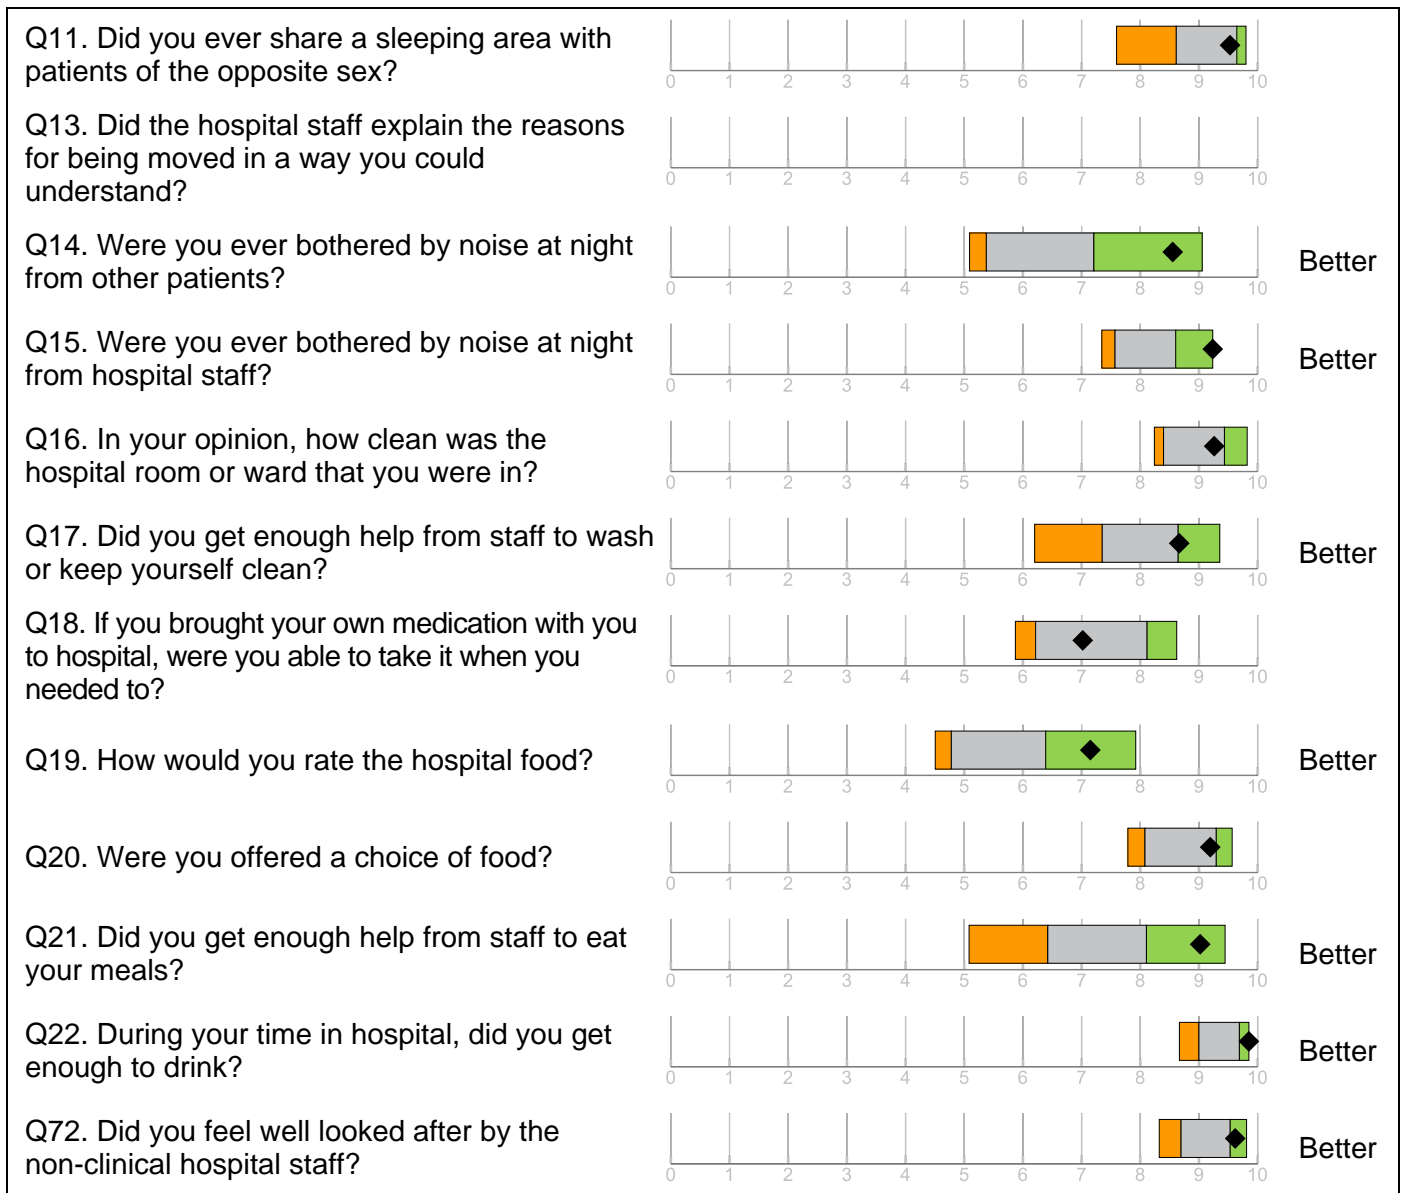 Q11. Did you ever share a sleeping area with
patients of the opposite sex?
0 1 2 3 4 5 6 7 8 9 10
Q13. Did the hospital staff explain the reasons
for being moved in a way you could
understand?
0 1 2 3 4 5 6 7 8 9 10
Q14. Were you ever bothered by noise at night
from other patients?
Better
0 1 2 3 4 5 6 7 8 9 10
Q15. Were you ever bothered by noise at night
from hospital staff?
Better
0 1 2 3 4 5 6 7 8 9 10
Q16. In your opinion, how clean was the
hospital room or ward that you were in?
0 1 2 3 4 5 6 7 8 9 10
Q17. Did you get enough help from staff to wash
or keep yourself clean?
Better
0 1 2 3 4 5 6 7 8 9 10
Q18. If you brought your own medication with you
to hospital, were you able to take it when you
needed to?
0 1 2 3 4 5 6 7 8 9 10
Q19. How would you rate the hospital food?
Better
0 1 2 3 4 5 6 7 8 9 10
Q20. Were you offered a choice of food?
0 1 2 3 4 5 6 7 8 9 10
Q21. Did you get enough help from staff to eat
your meals?
Better
0 1 2 3 4 5 6 7 8 9 10
Q22. During your time in hospital, did you get
enough to drink?
Better
0 1 2 3 4 5 6 7 8 9 10
Q72. Did you feel well looked after by the
non-clinical hospital staff?
Better
0 1 2 3 4 5 6 7 8 9 10